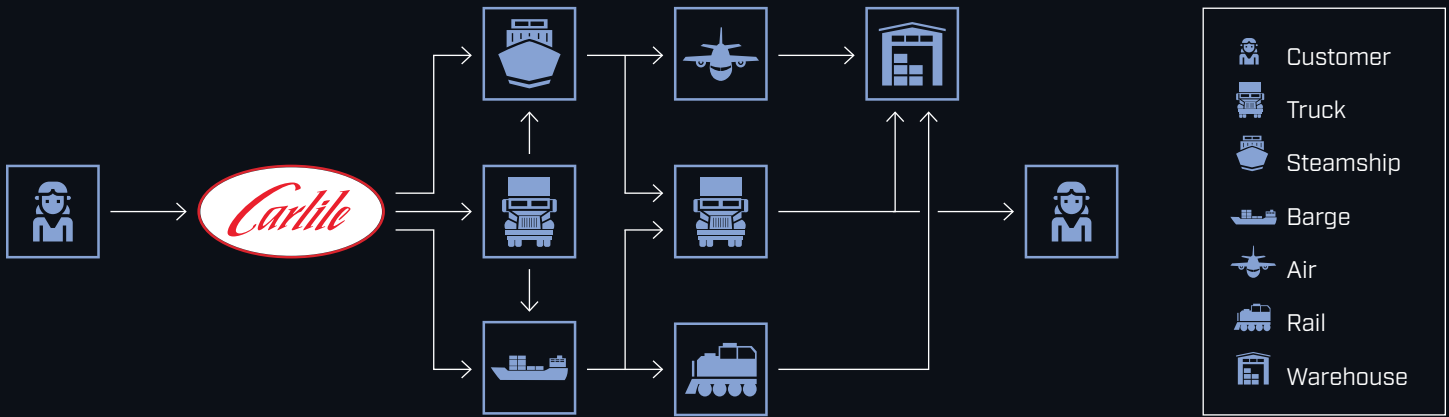 Carlile
Customer
Truck
Steamship
Barge
Air
Rail
Warehouse